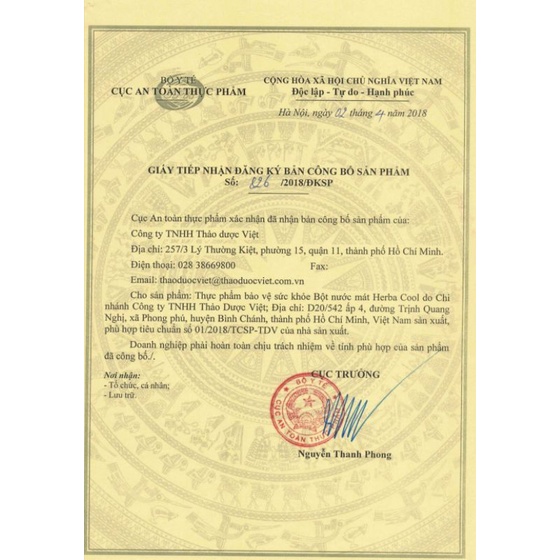 BỘ Y TẾ
CỤC AN TOÀN THỰC PHẨM
CỘNG HÒA XÃ HỘI CHỦ NGHĨA VIỆT NAM
Độc lập - Tự do - Hạnh phúc
Hà Nội, ngày 02 tháng 4 năm 2018
GIẤY TIẾP NHẬN ĐĂNG KÝ BẢN CÔNG BỐ SẢN PHẨM
Số: 826 /2018/ĐKSP
Cục An toàn thực phẩm xác nhận đã nhận bản công bố sản phẩm của:
Công ty TNHH Thảo dược Việt
Địa chỉ: 257/3 Lý Thường Kiệt, phường 15, quận 11, thành phố Hồ Chí Minh.
Điện thoại: 028 38669800 Fax:
Email: thaoduocviet@thaoduocviet.com.vn
Cho sản phẩm: Thực phẩm bảo vệ sức khỏe Bột nước mát Herba Cool do Chi
nhánh Công ty TNHH Thảo Dược Việt; Địa chỉ: D20/542 ấp 4, đường Trịnh Quang
Nghị, xã Phong phú, huyện Bình Chánh, thành phố Hồ Chí Minh, Việt Nam sản xuất,
phù hợp tiêu chuẩn số 01/2018/TCSP-TDV của nhà sản xuất.
Doanh nghiệp phải hoàn toàn chịu trách nhiệm về tính phù hợp của sản phẩm
đã công bố./.
Nơi nhận:
- Tổ chức, cá nhân;
- Lưu trữ.
CỤC TRƯỞNG
BỘ Y TẾ
CỤC AN TOÀN THỰC
Nguyễn Thanh Phong